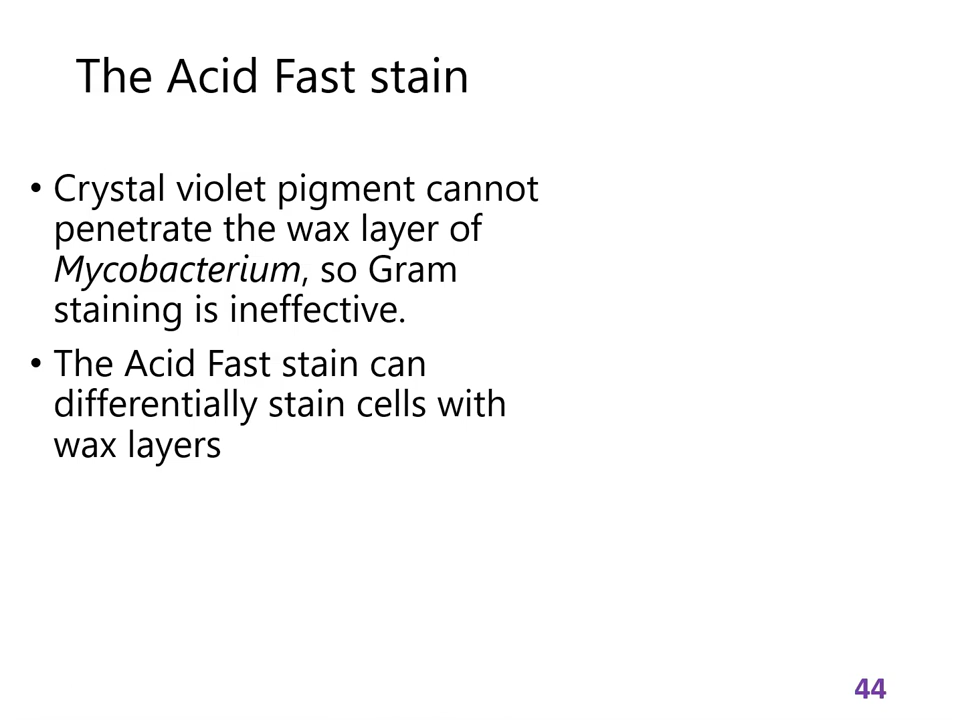 The Acid Fast stain
• Crystal violet pigment cannot
penetrate the wax layer of
Mycobacterium, so Gram
staining is ineffective.
• The Acid Fast stain can
differentially stain cells with
wax layers
44